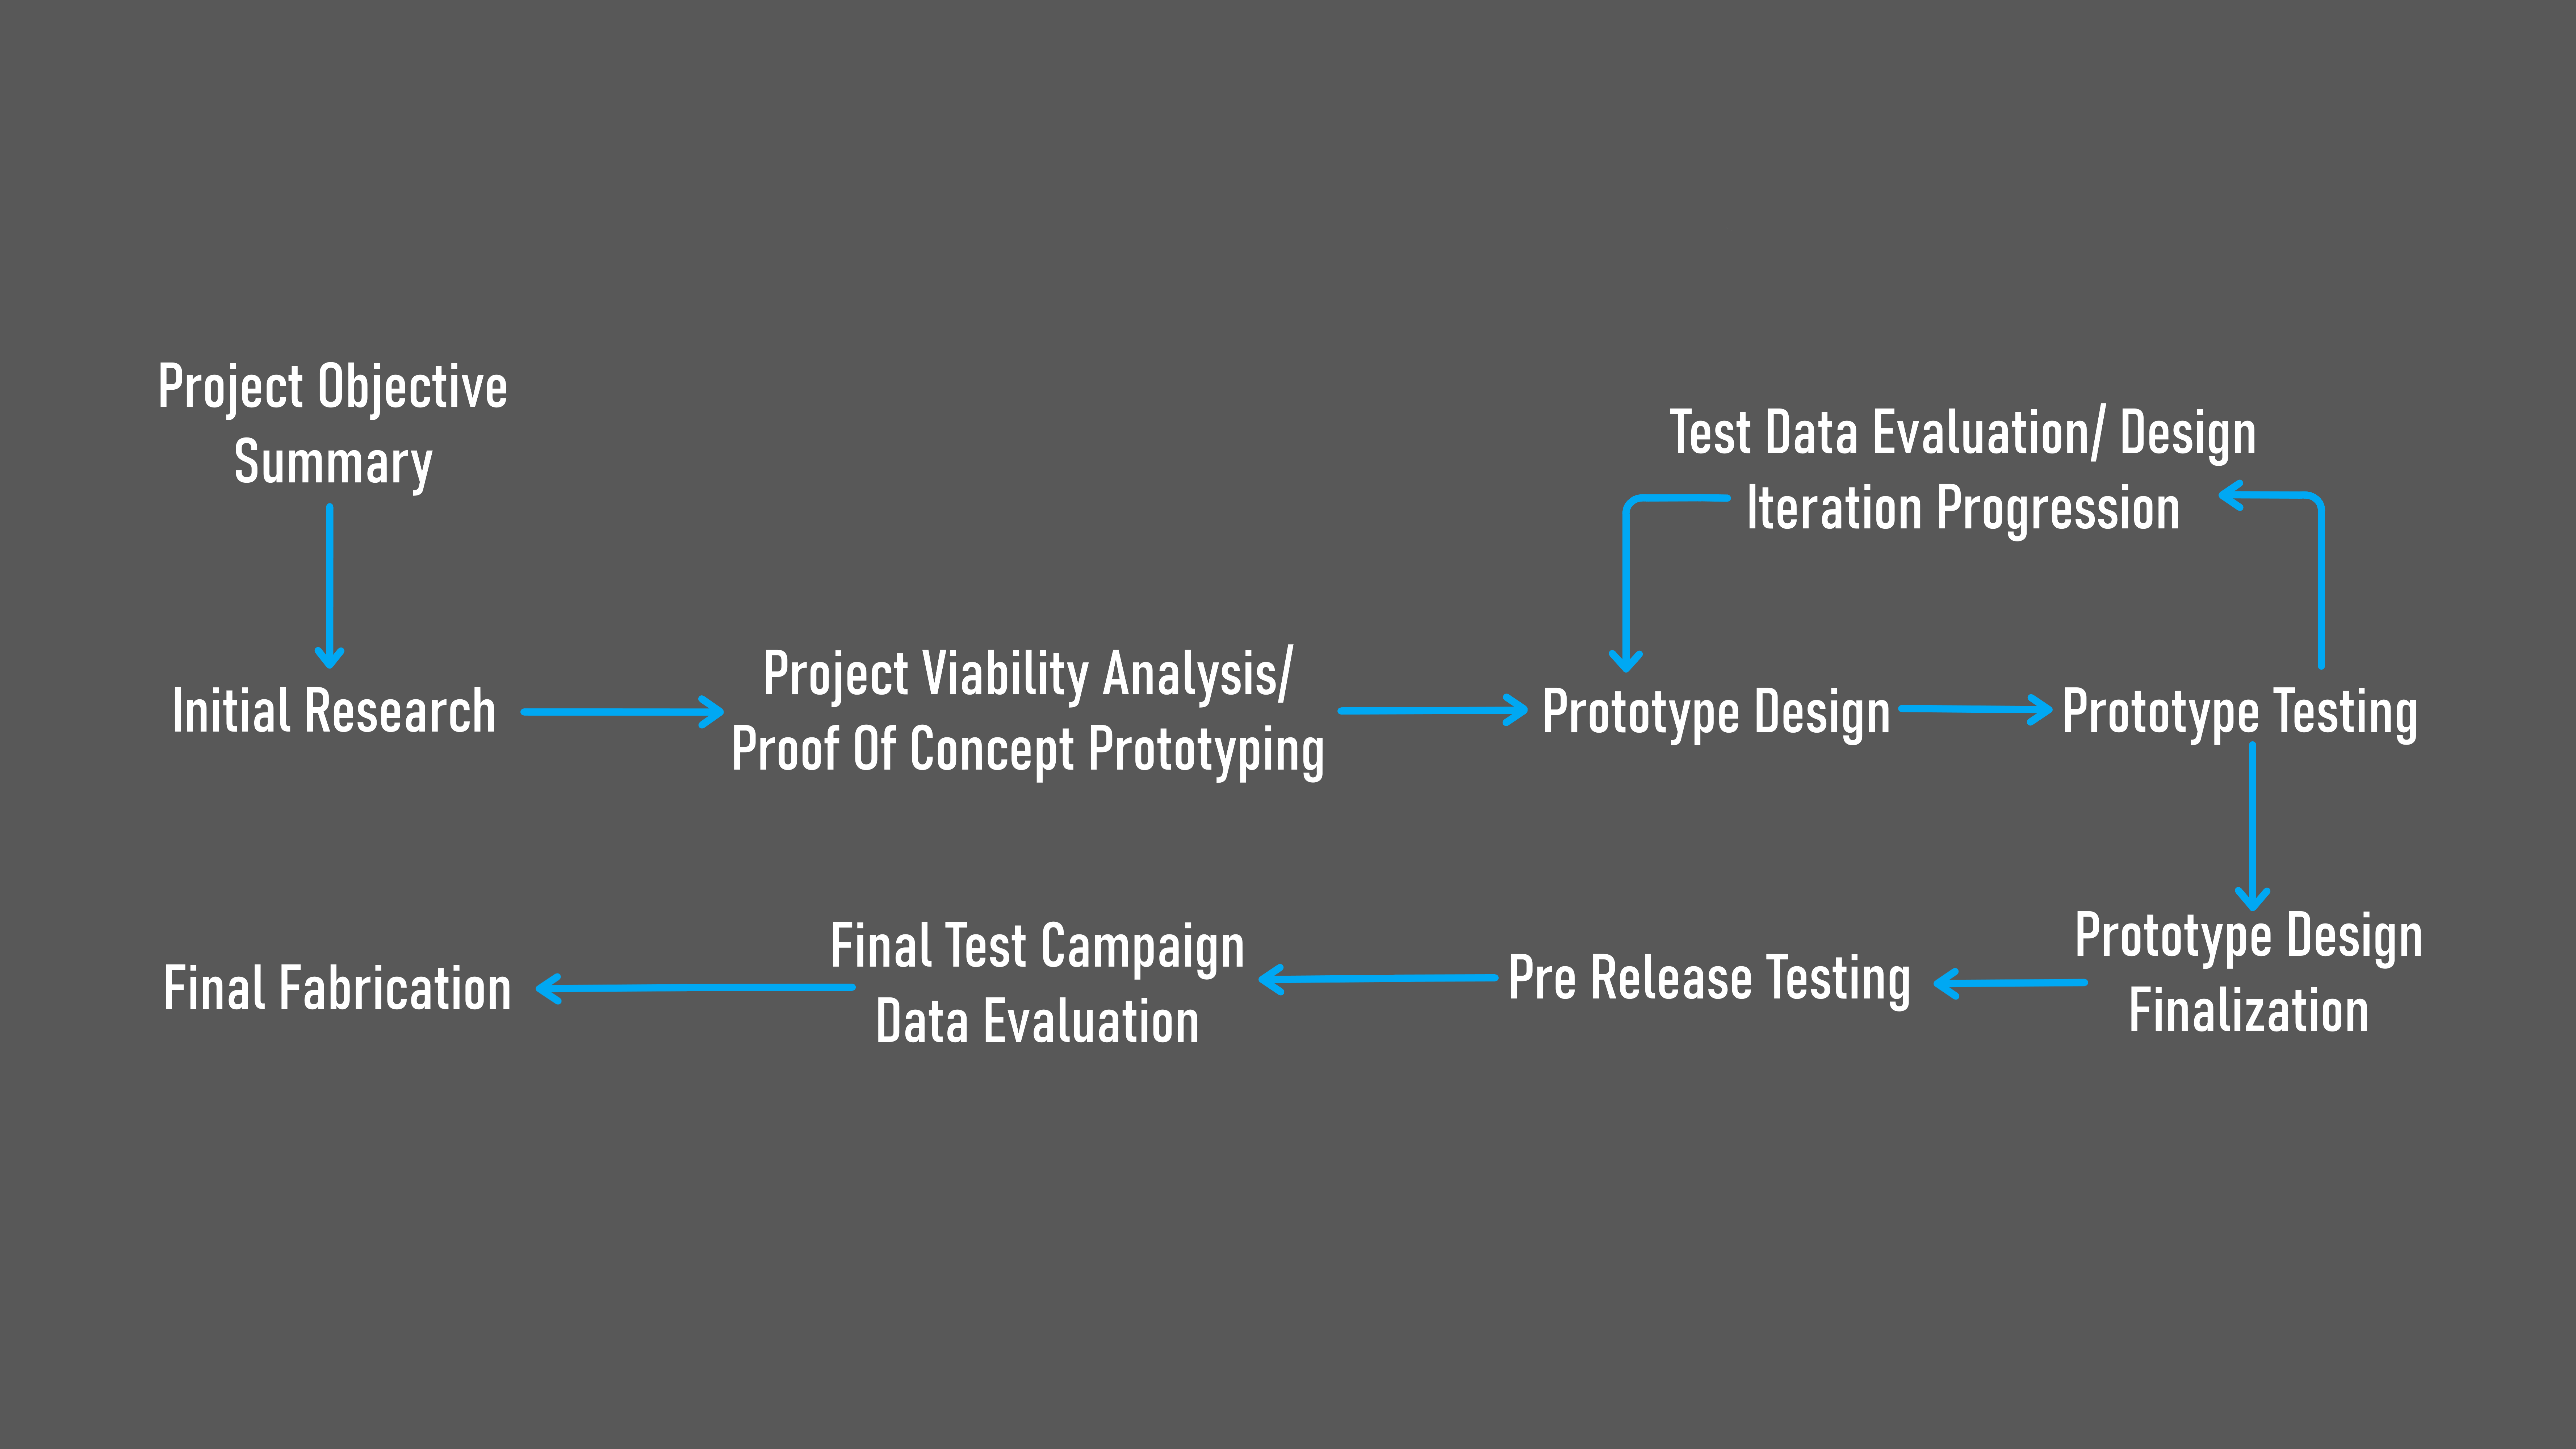 Project Objective
Summary
Test Data Evaluation/ Design
Iteration Progression
Initial Research
Project Viability Analysis/
Proof Of Concept Prototyping
Prototype Design
Prototype Testing
Prototype Design
Finalization
Pre Release Testing
Final Test Campaign
Data Evaluation
Final Fabrication